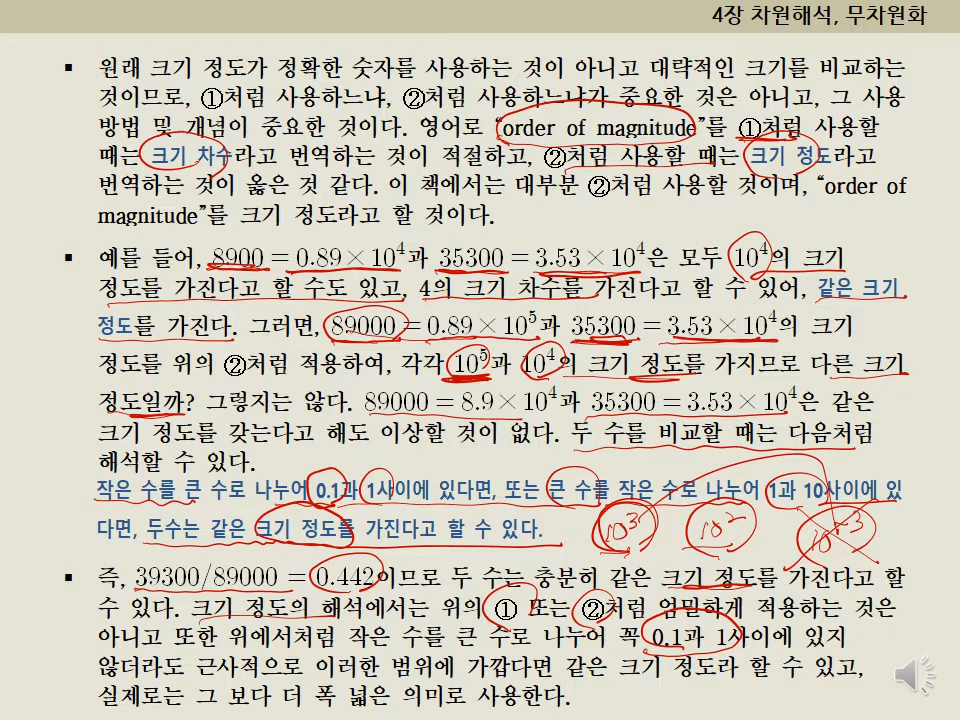 4장 차원해석, 무차원화
▪ 원래 크기 정도가 정확한 숫자를 사용하는 것이 아니고 대략적인 크기를 비교하는
것이므로, ①처럼 사용하느냐, ②처럼 사용하느냐가 중요한 것은 아니고, 그 사용
방법 및 개념이 중요한 것이다. 영어로 “order of magnitude”를 ①처럼 사용할
때는 크기 차수라고 번역하는 것이 적절하고, ②처럼 사용할 때는 크기 정도라고
번역하는 것이 옳은 것 같다. 이 책에서는 대부분 ②처럼 사용할 것이며, “order of
magnitude”를 크기 정도라고 할 것이다.
▪ 예를 들어, 8900 = 0.89 × 10⁴과 35300 = 3.53 × 10⁴은 모두 10⁴의 크기
정도를 가진다고 할 수도 있고, 4의 크기 차수를 가진다고 할 수 있어, 같은 크기
정도를 가진다. 그러면, 89000 = 0.89 × 10⁵과 35300 = 3.53 × 10⁴의 크기
정도를 위의 ②처럼 적용하여, 각각 10⁵과 10⁴의 크기 정도를 가지므로 다른 크기
정도일까? 그렇지는 않다. 89000 = 8.9 × 10⁴과 35300 = 3.53 × 10⁴은 같은
크기 정도를 갖는다고 해도 이상할 것이 없다. 두 수를 비교할 때는 다음처럼
해석할 수 있다.
작은 수를 큰 수로 나누어 0.1과 1사이에 있다면, 또는 큰 수를 작은 수로 나누어 1과 10사이에 있
다면, 두수는 같은 크기 정도를 가진다고 할 수 있다. 10³ 10² 10⁻³
▪ 즉, 39300/89000 = 0.442이므로 두 수는 충분히 같은 크기 정도를 가진다고 할
수 있다. 크기 정도의 해석에서는 위의 ① 또는 ②처럼 엄밀하게 적용하는 것은
아니고 또한 위에서처럼 작은 수를 큰 수로 나누어 꼭 0.1과 1사이에 있지
않더라도 근사적으로 이러한 범위에 가깝다면 같은 크기 정도라 할 수 있고,
실제로는 그 보다 더 폭 넓은 의미로 사용한다.